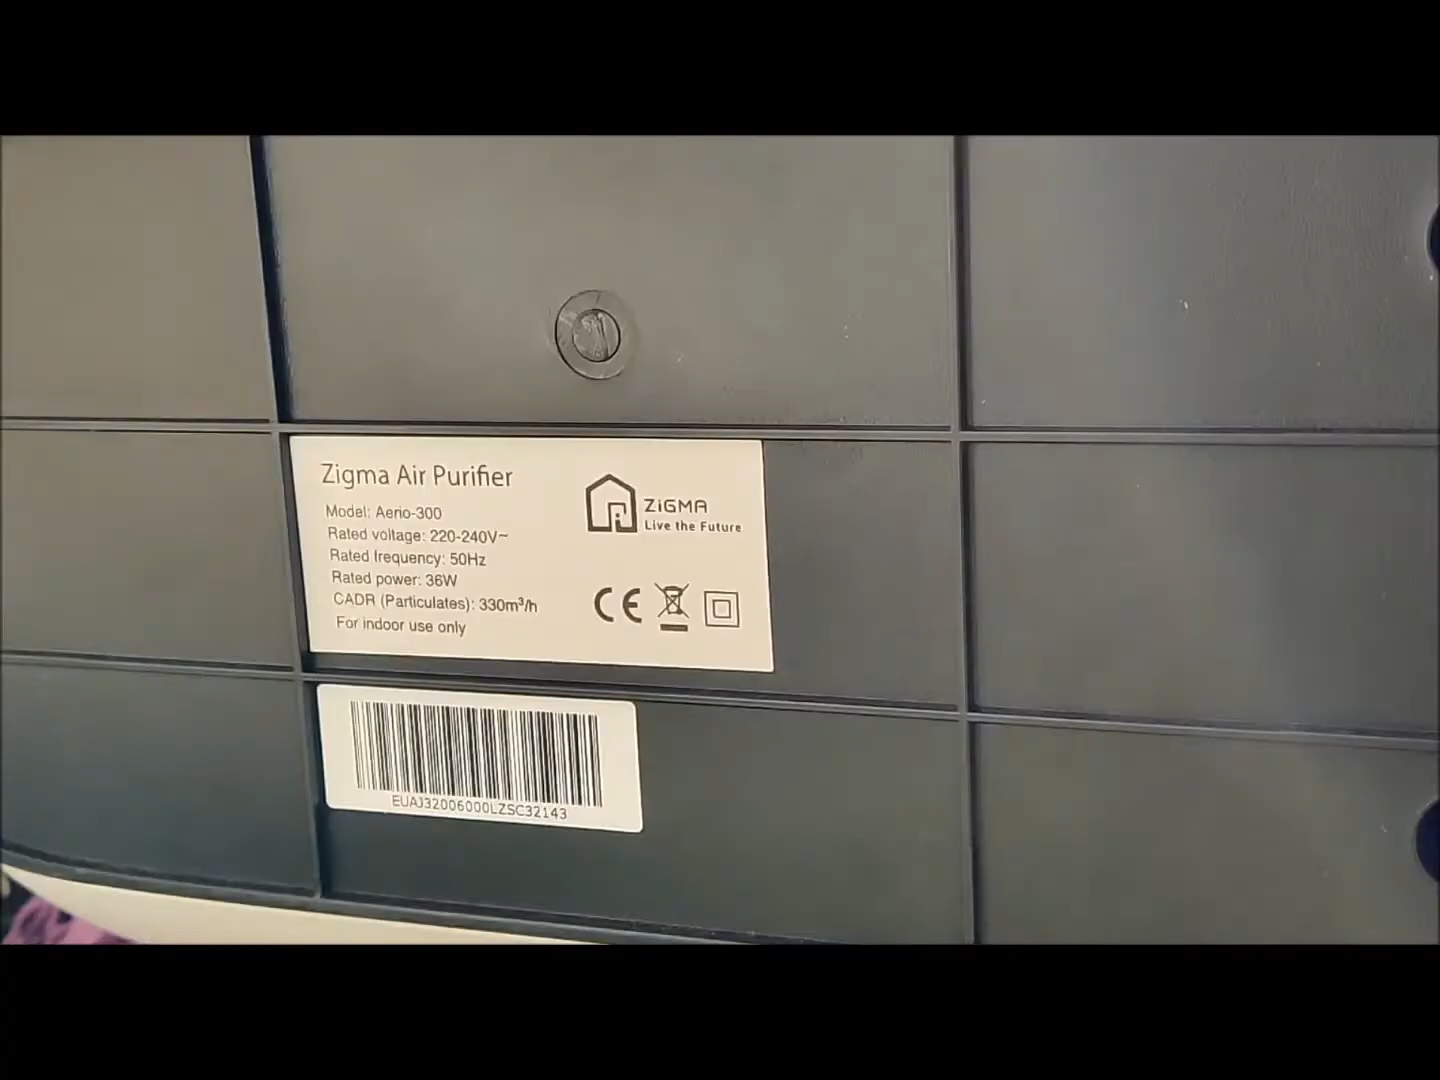 Zigma Air Purifier
Model: Aerio-300
Rated voltage: 220-240V~
Rated frequency: 50Hz
Rated power: 36W
CADR (Particulates): 330m³/h
For indoor use only
ZiGMA
Live the Future
CE
EUAJ32006000LZSC32143